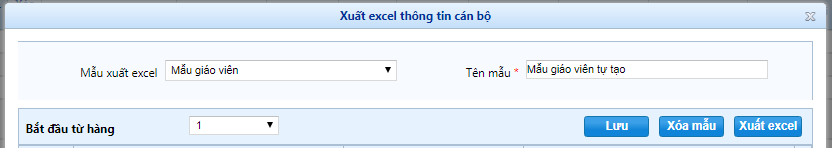 Xuất excel thông tin cán bộ
Mẫu xuất excel Mẫu giáo viên Tên mẫu * Mẫu giáo viên tự tạo
Bắt đầu từ hàng 1 Lưu Xóa mẫu Xuất excel